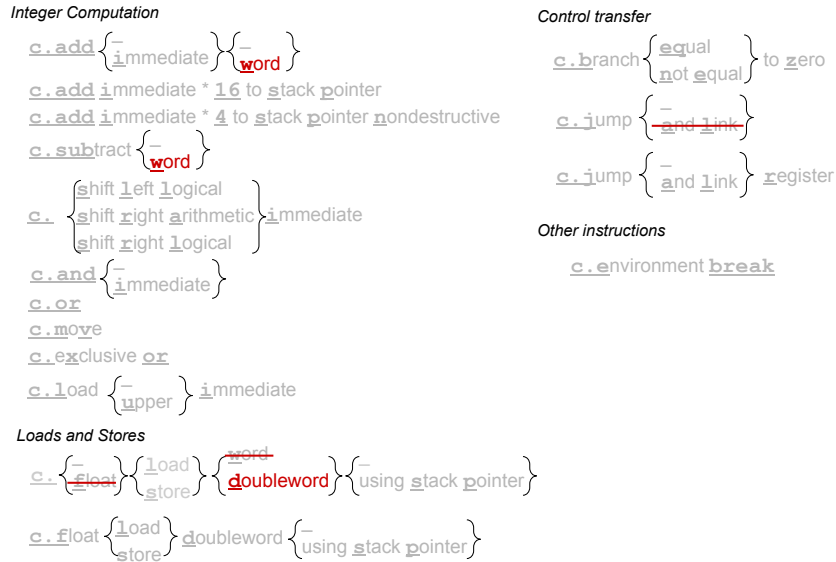 Integer Computation
c.add { _ immediate } { _ word }
c.add immediate * 16 to stack pointer
c.add immediate * 4 to stack pointer nondestructive
c.subtract { _ word }
c. { shift left logical
shift right arithmetic } immediate
shift right logical
c.and { _ immediate }
c.or
c.move
c.exclusive or
c.load { _ upper } immediate
Loads and Stores
c. { _ float } { load store } { word doubleword } { _ using stack pointer }
c.float { load store } doubleword { _ using stack pointer }
Control transfer
c.branch { equal not equal } to zero
c.jump { _ and link }
c.jump { _ and link } register
Other instructions
c.environment break